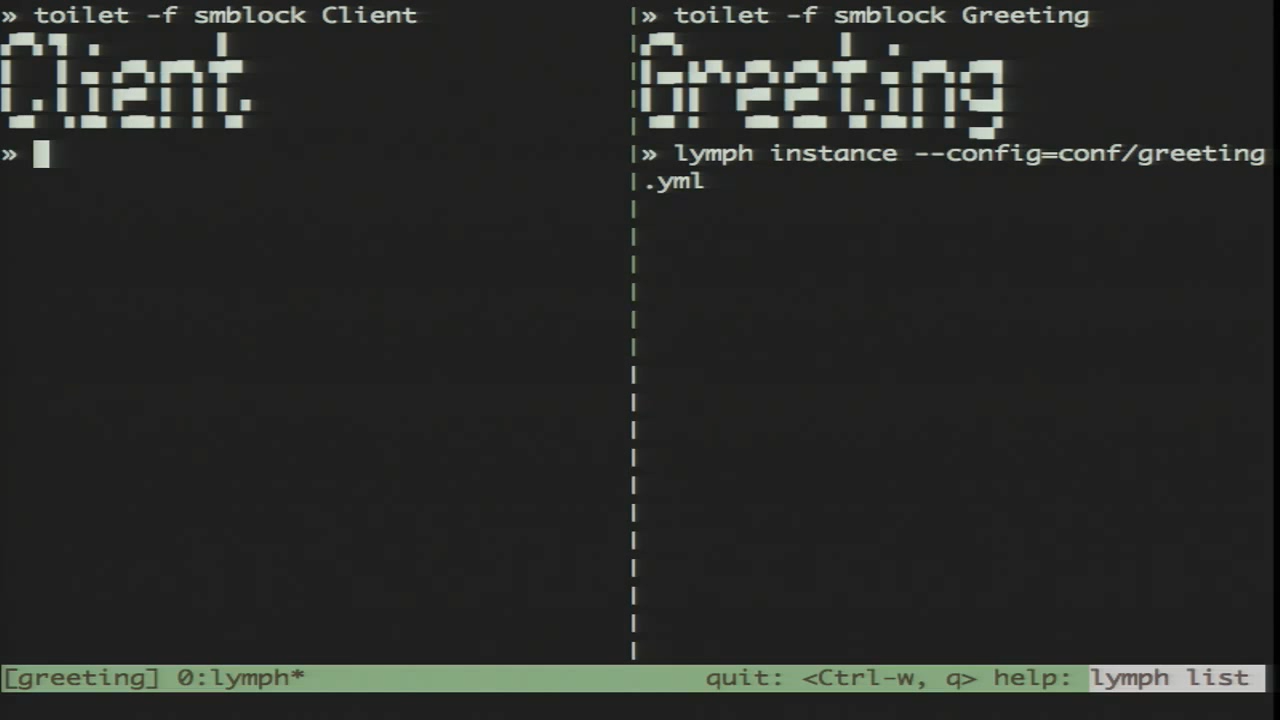 » toilet -f smblock Client
Client
»
» toilet -f smblock Greeting
Greeting
» lymph instance --config=conf/greeting
.yml
[greeting] 0:lymph*
quit: <Ctrl-w, q> help: lymph list